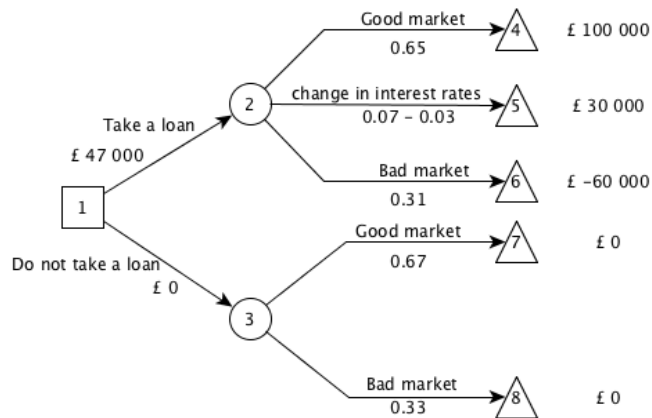 Good market
0.65
4
£ 100 000
change in interest rates
0.07 – 0.03
5
£ 30 000
2
Take a loan
£ 47 000
Bad market
0.31
6
£ -60 000
1
Good market
0.67
7
£ 0
Do not take a loan
£ 0
3
Bad market
0.33
8
£ 0